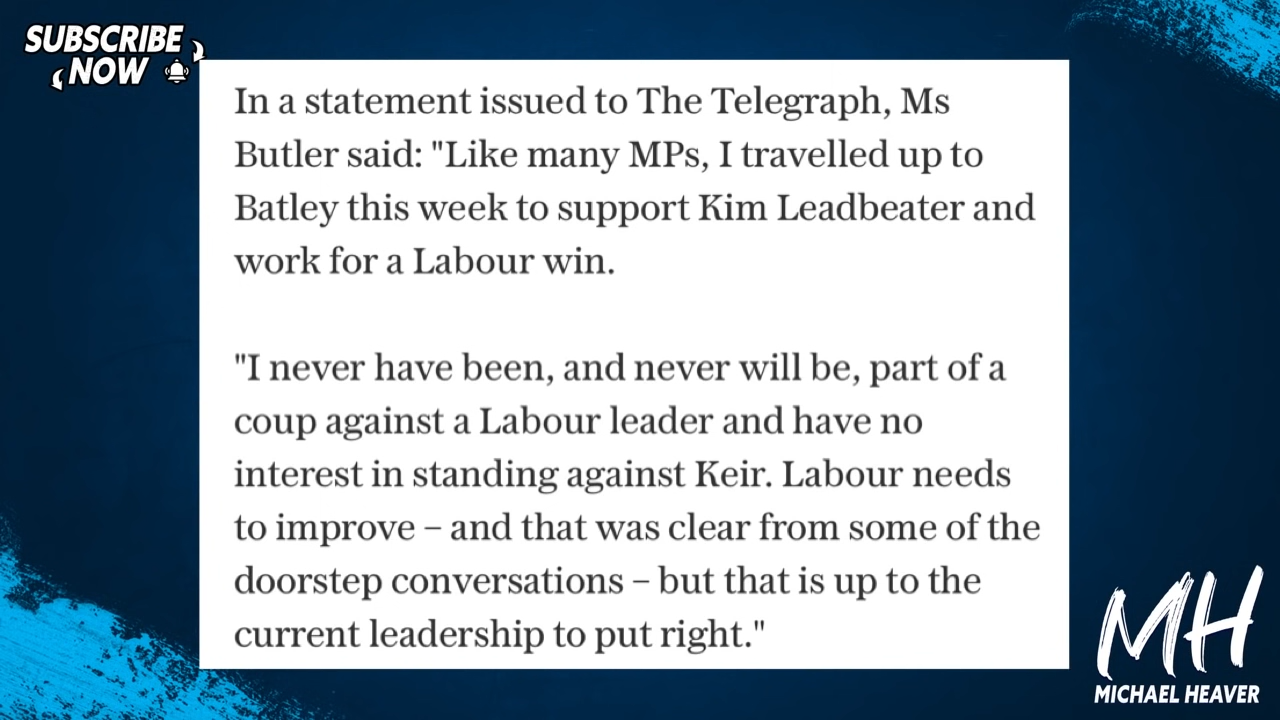 SUBSCRIBE
NOW
In a statement issued to The Telegraph, Ms
Butler said: "Like many MPs, I travelled up to
Batley this week to support Kim Leadbeater and
work for a Labour win.
"I never have been, and never will be, part of a
coup against a Labour leader and have no
interest in standing against Keir. Labour needs
to improve – and that was clear from some of the
doorstep conversations – but that is up to the
current leadership to put right."
MH
MICHAEL HEAVER